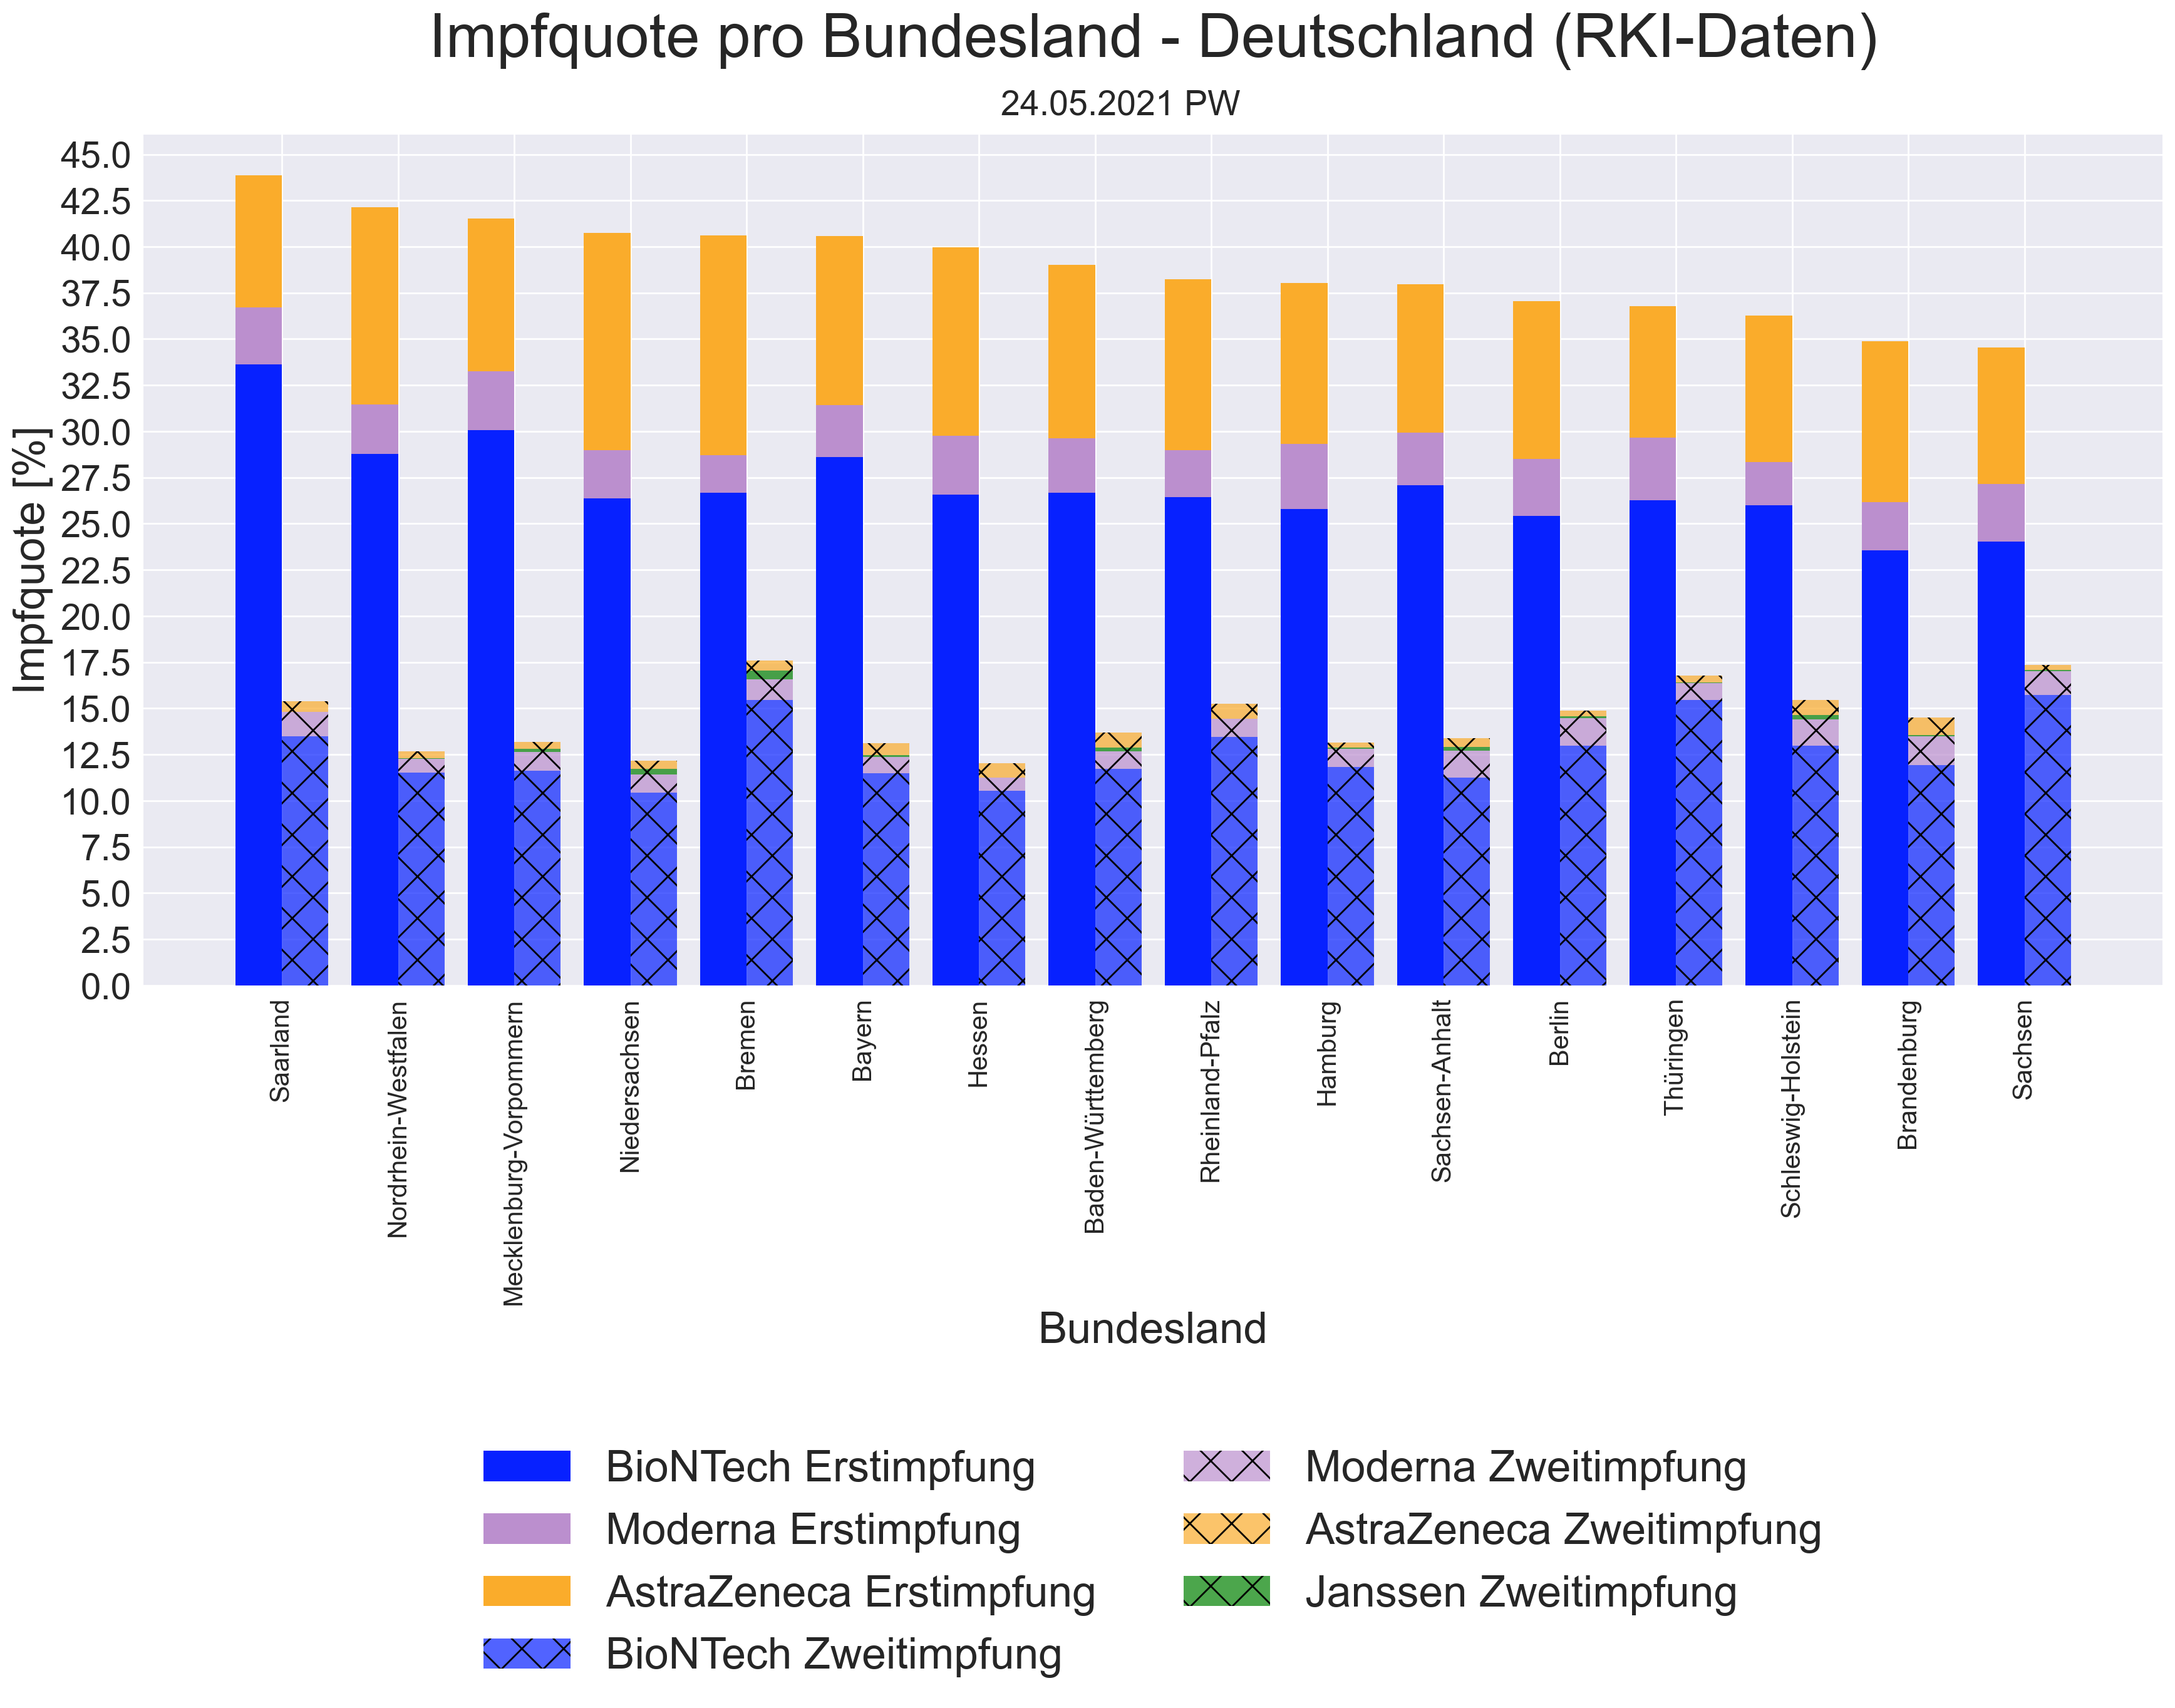 Impfquote pro Bundesland - Deutschland (RKI-Daten)
24.05.2021 PW
Impfquote [%]
45.0
42.5
40.0
37.5
35.0
32.5
30.0
27.5
25.0
22.5
20.0
17.5
15.0
12.5
10.0
7.5
5.0
2.5
0.0
Saarland
Nordrhein-Westfalen
Mecklenburg-Vorpommern
Niedersachsen
Bremen
Bayern
Hessen
Baden-Württemberg
Rheinland-Pfalz
Hamburg
Sachsen-Anhalt
Berlin
Thüringen
Schleswig-Holstein
Brandenburg
Sachsen
Bundesland
BioNTech Erstimpfung
Moderna Erstimpfung
AstraZeneca Erstimpfung
BioNTech Zweitimpfung
Moderna Zweitimpfung
AstraZeneca Zweitimpfung
Janssen Zweitimpfung